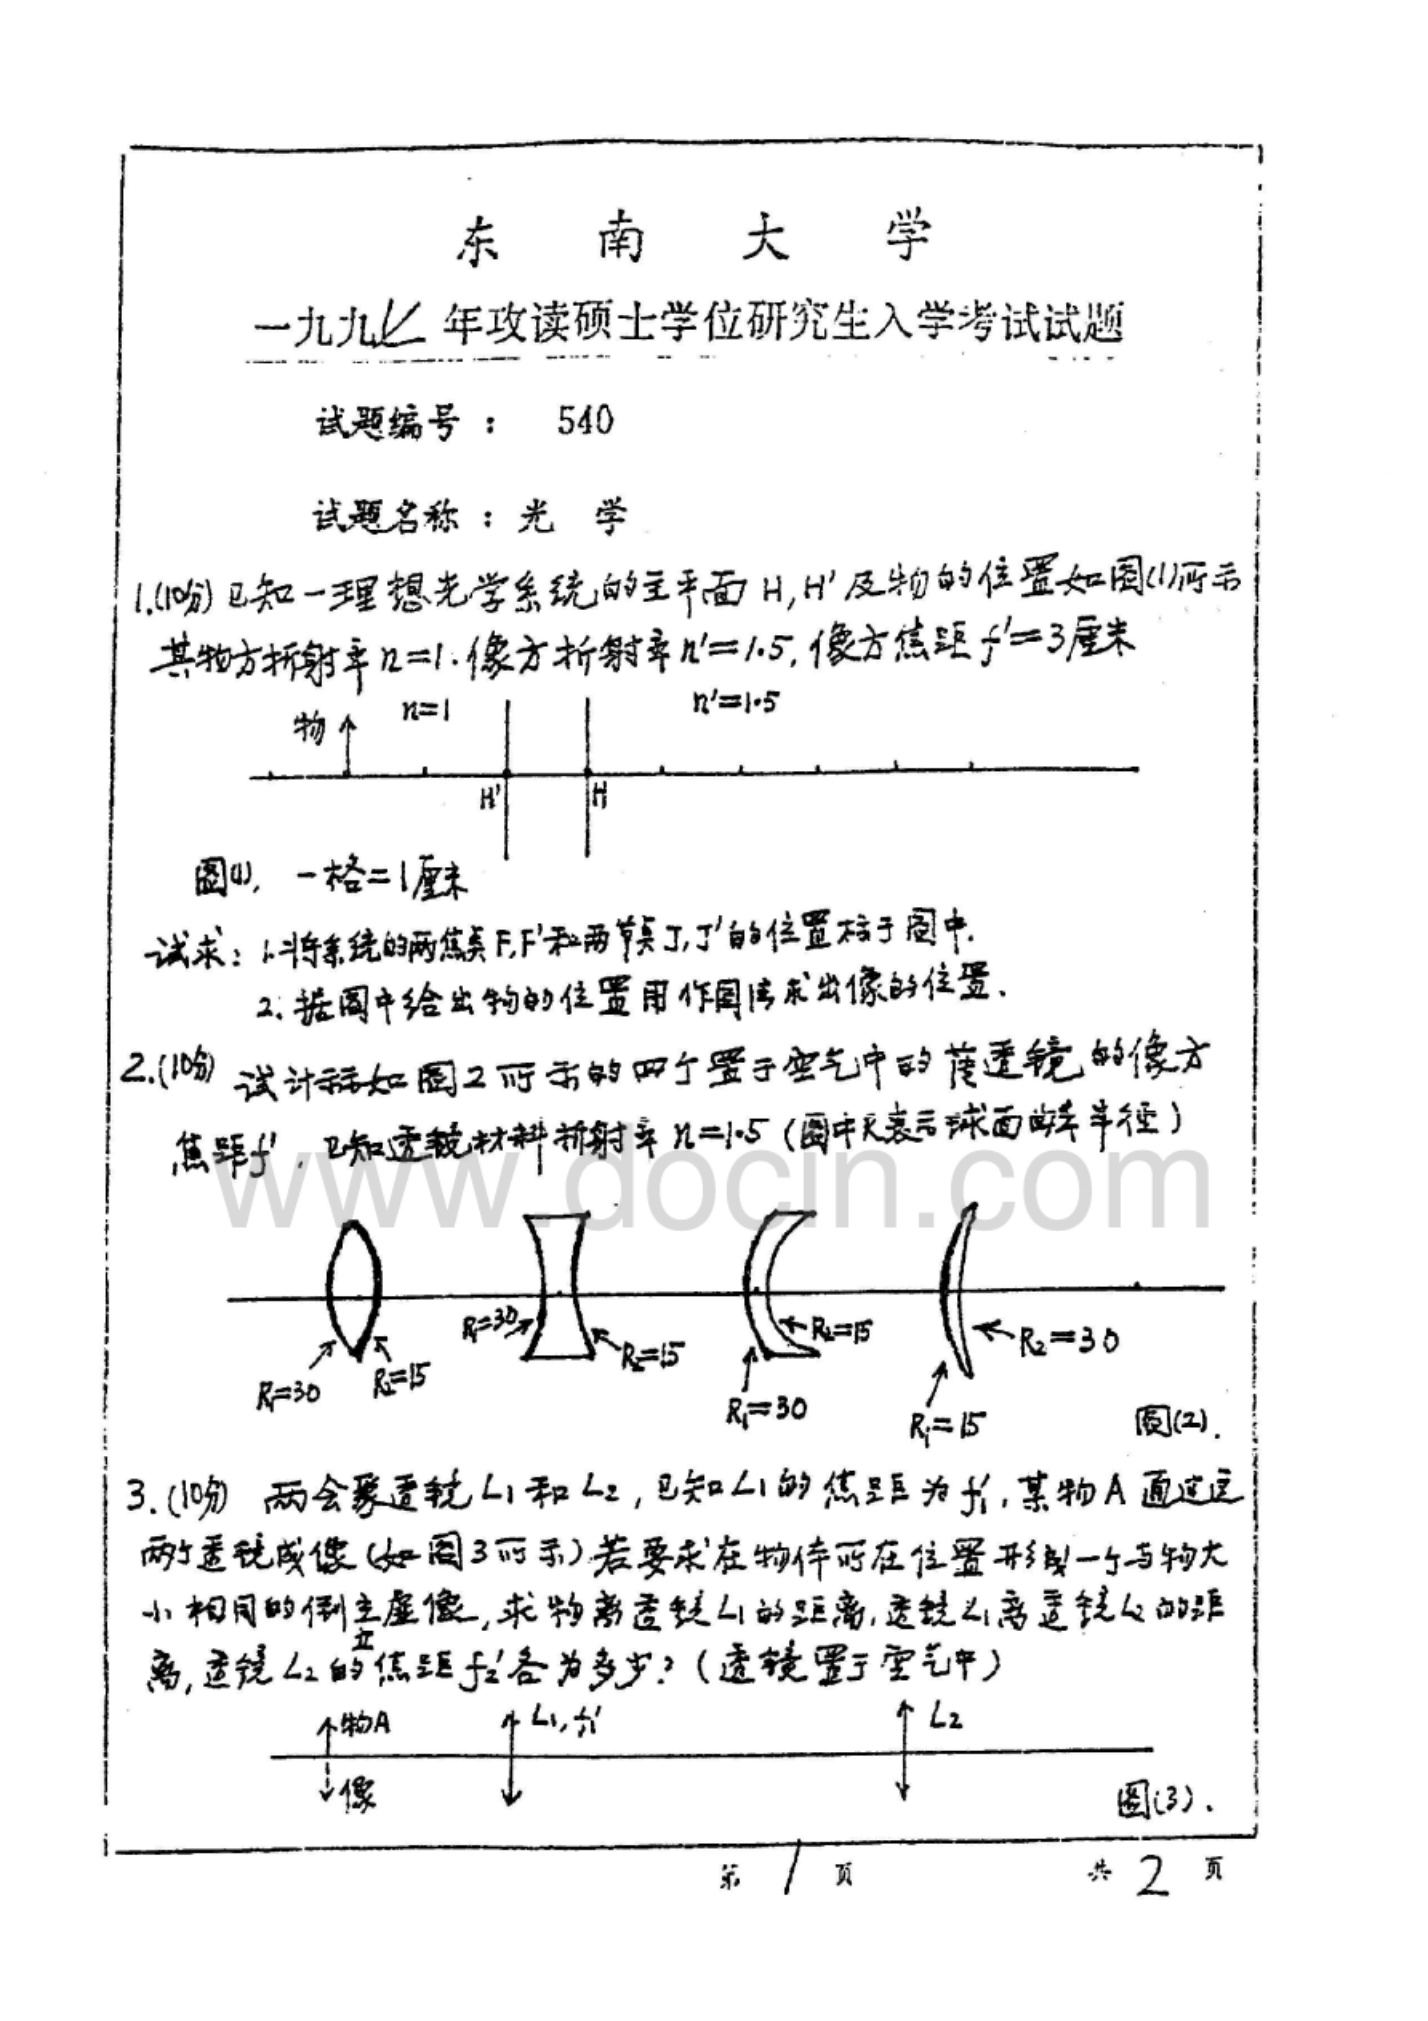 东 南 大 学
一九九七年攻读硕士学位研究生入学考试试题
试题编号： 540
试题名称：光 学
1.(10分) 已知一理想光学系统的主平面 H, H' 及物的位置如图(1)所示
其物方折射率 n=1. 像方折射率 n'=1.5, 像方焦距 f'=3厘米
物 n=1 n'=1.5
H' H
图(1), 一格=1厘米
试求：1.将系统的两焦点F,F'和两节点J,J'的位置标于图中.
2.据图中给出物的位置用作图法求出像的位置.
2.(10分) 试计算如图2所示的四个置于空气中的薄透镜的像方
焦距f', 已知透镜材料折射率 n=1.5 (图中R表示球面的半径)
www.docin.com
R₁=30 R₂=15 R₁=30 R₂=15 R₁=30 R₂=15 R₁=15 R₂=30
图(2).
3.(10分) 两会聚透镜L₁和L₂, 已知L₁的焦距为f₁', 某物A通过这
两个透镜成像(如图3所示)若要求在物体所在位置形成一个与物大
小相同的倒立虚像, 求物离透镜L₁的距离, 透镜L₁离透镜L₂的距
离, 透镜L₂的焦距f₂'各为多少? (透镜置于空气中)
物A L₁, f₁' L₂
像
图(3).
第 1 页 共 2 页